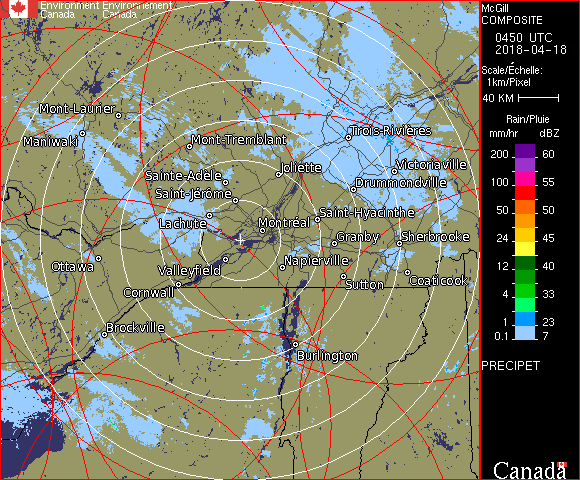 Environment Environnement
Canada Canada
McGill
COMPOSITE
0450 UTC
2018-04-18
Scale/Échelle:
1km/Pixel
40 KM
Rain/Pluie
mm/hr dBZ
200 60
100 55
50 50
24 45
12 40
4 33
1 23
0.1 7
PRECIPET
Canada
Mont-Laurier
Maniwaki
Mont-Tremblant
Trois-Rivières
Joliette
Victoriaville
Sainte-Adèle
Drummondville
Saint-Jérôme
Saint-Hyacinthe
Lachute
Montréal
Granby
Sherbrooke
Ottawa
Napierville
Valleyfield
Coaticook
Cornwall
Sutton
Brockville
Burlington